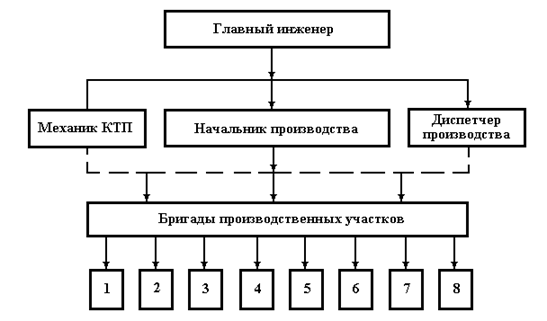 Главный инженер
Механик КТП
Начальник производства
Диспетчер
производства
Бригады производственных участков
1 2 3 4 5 6 7 8